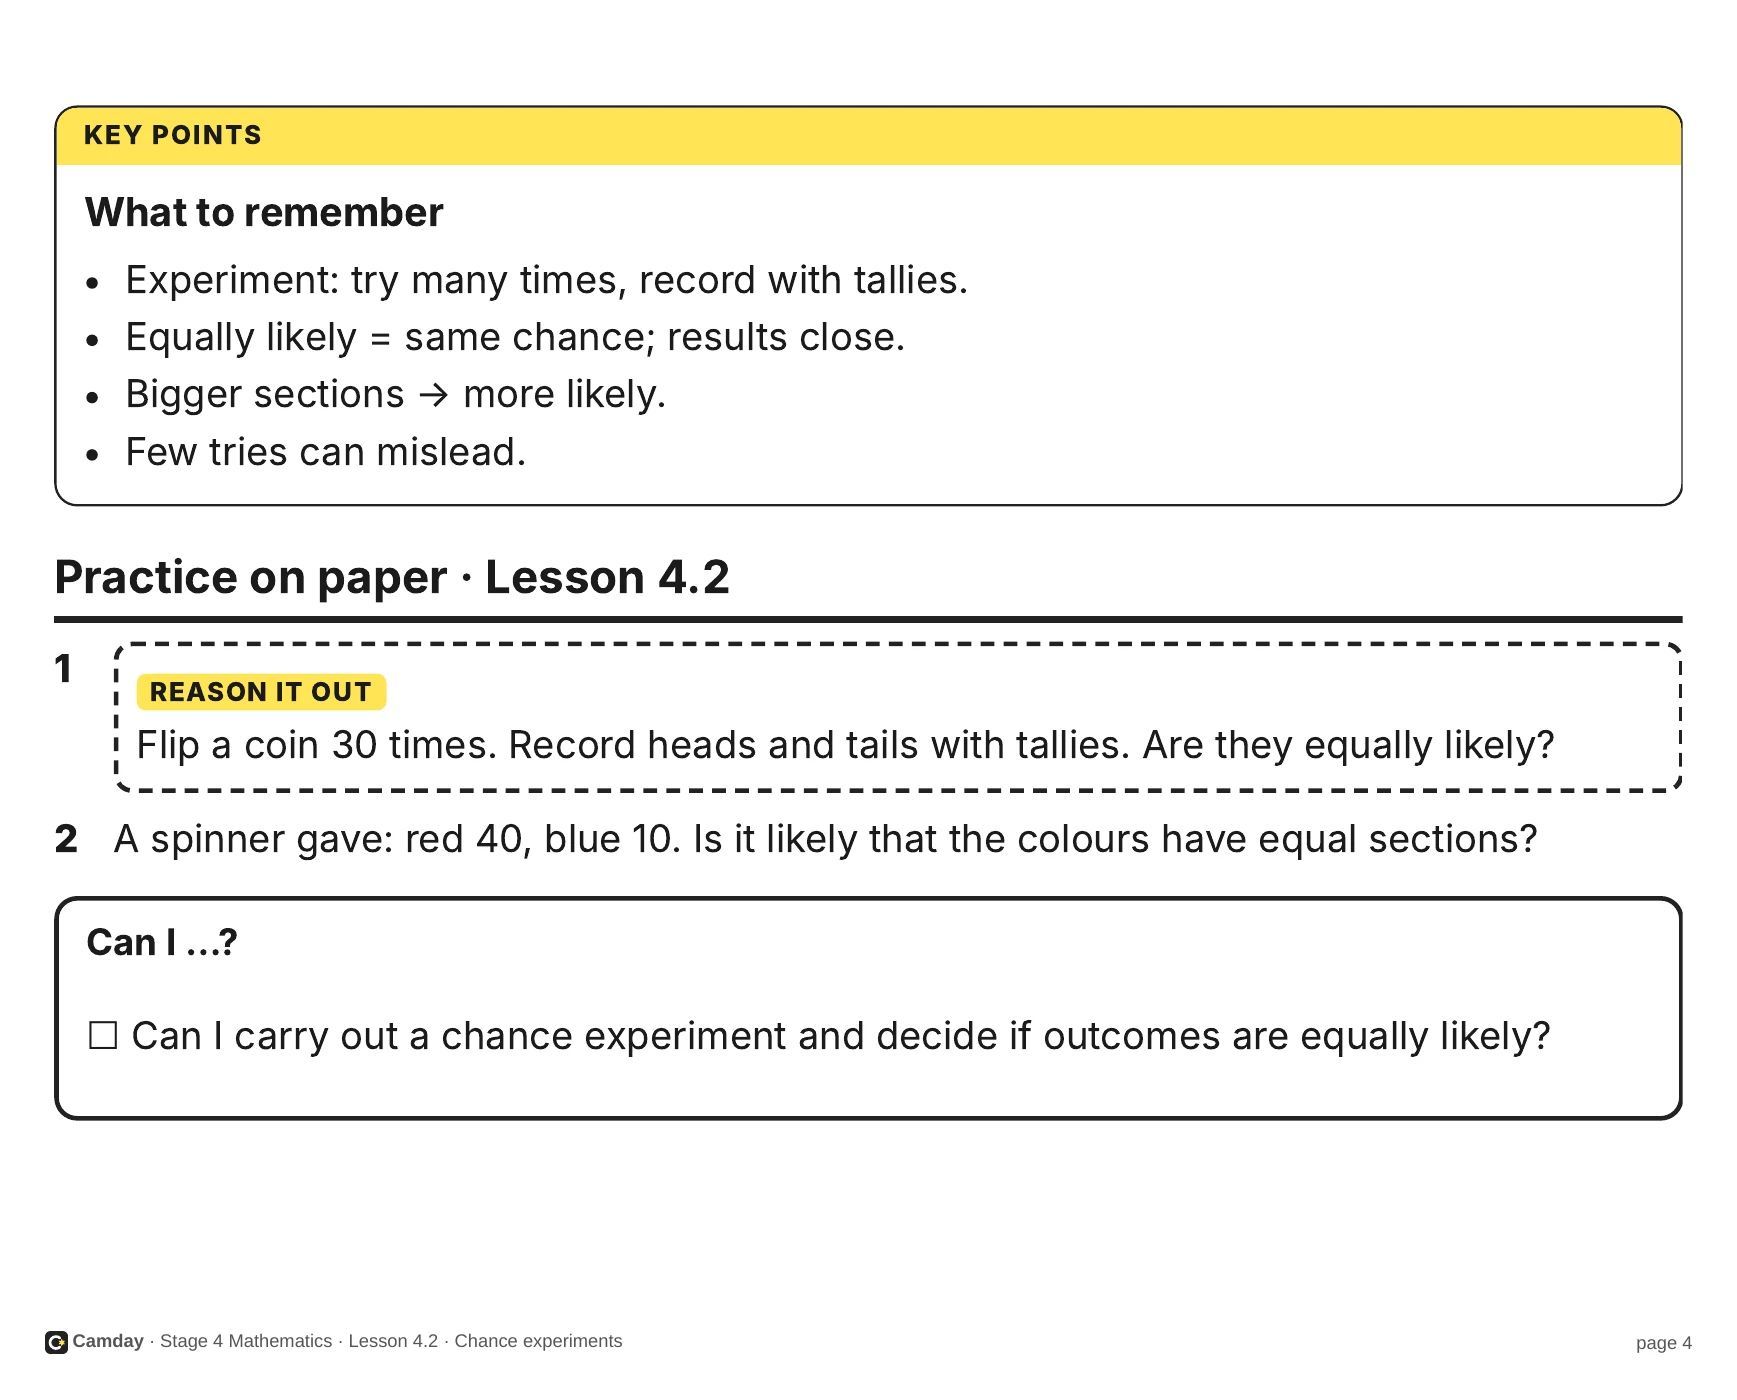 KEY POINTS
What to remember
• Experiment: try many times, record with tallies.
• Equally likely = same chance; results close.
• Bigger sections → more likely.
• Few tries can mislead.
Practice on paper · Lesson 4.2
1
REASON IT OUT
Flip a coin 30 times. Record heads and tails with tallies. Are they equally likely?
2 A spinner gave: red 40, blue 10. Is it likely that the colours have equal sections?
Can I …?
☐ Can I carry out a chance experiment and decide if outcomes are equally likely?
Camday · Stage 4 Mathematics · Lesson 4.2 · Chance experiments
page 4